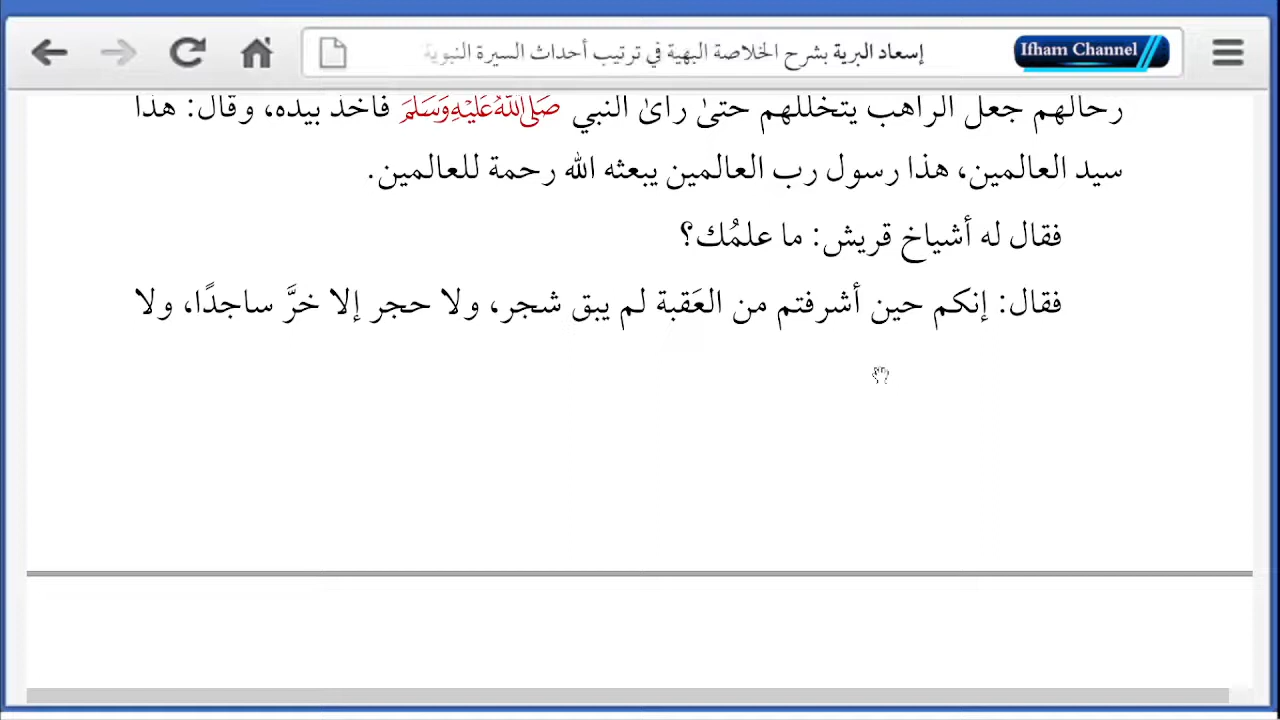 إسعاد البرية بشرح الخلاصة البهية في ترتيب أحداث السيرة النبوية
Ifham Channel
رحالهم جعل الراهب يتخللهم حتىٰ رأىٰ النبي صَلَّى اللَّهُ عَلَيْهِ وَسَلَّمَ فأخذ بيده، وقال: هذا
سيد العالمين، هذا رسول رب العالمين يبعثه الله رحمة للعالمين.
فقال له أشياخ قريش: ما علمُك؟
فقال: إنكم حين أشرفتم من العَقبة لم يبق شجر، ولا حجر إلا خرَّ ساجدًا، ولا